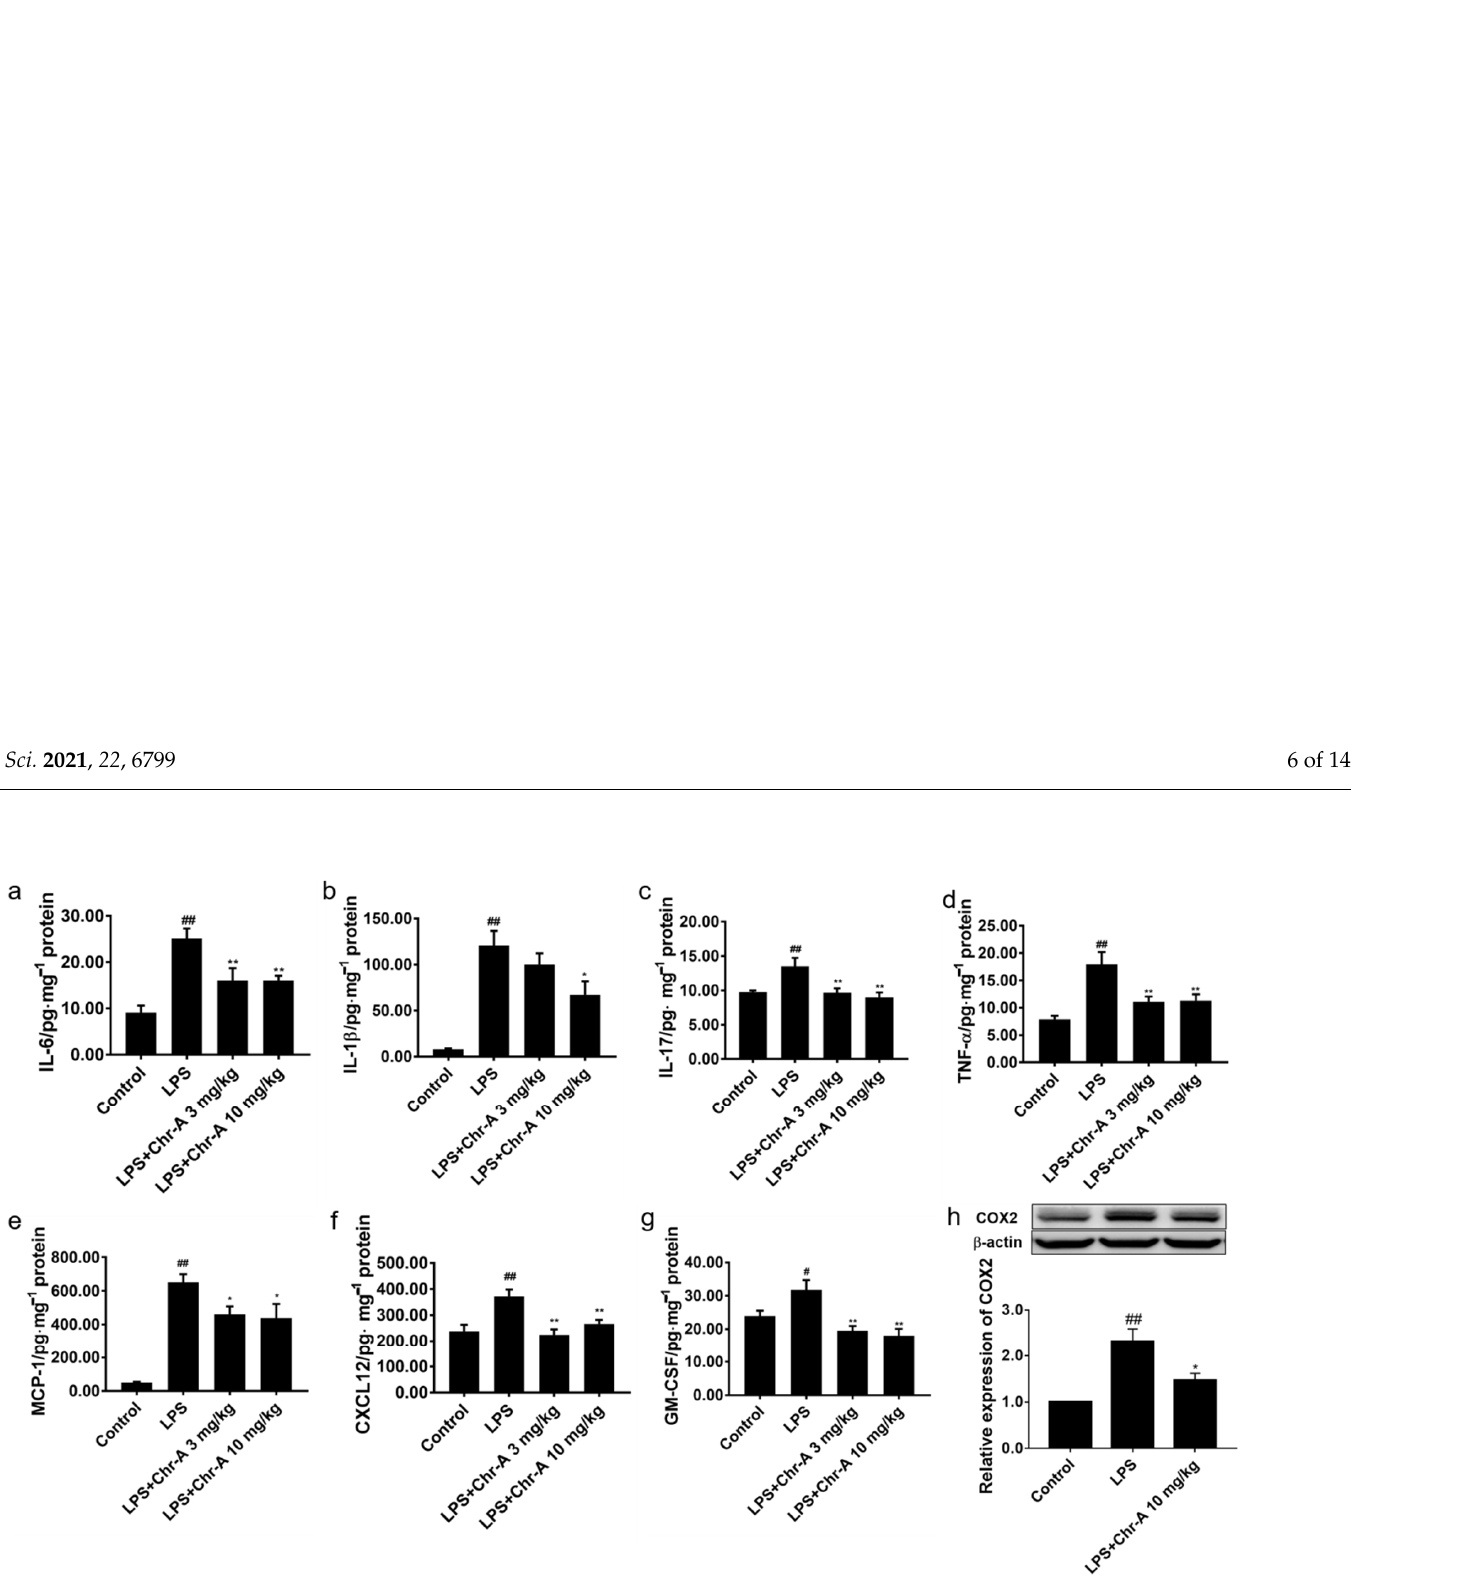 Sci. 2021, 22, 6799
6 of 14
a
IL-6/pg·mg⁻¹ protein
30.00
20.00
10.00
0.00
##
**
**
Control
LPS
LPS+Chr-A 3 mg/kg
LPS+Chr-A 10 mg/kg
b
IL-1β/pg·mg⁻¹ protein
150.00
100.00
50.00
0.00
##
*
Control
LPS
LPS+Chr-A 3 mg/kg
LPS+Chr-A 10 mg/kg
c
IL-17/pg· mg⁻¹ protein
20.00
15.00
10.00
5.00
0.00
##
**
**
Control
LPS
LPS+Chr-A 3 mg/kg
LPS+Chr-A 10 mg/kg
d
TNF-α/pg·mg⁻¹ protein
25.00
20.00
15.00
10.00
5.00
0.00
##
**
**
Control
LPS
LPS+Chr-A 3 mg/kg
LPS+Chr-A 10 mg/kg
e
MCP-1/pg·mg⁻¹ protein
800.00
600.00
400.00
200.00
0.00
##
*
*
Control
LPS
LPS+Chr-A 3 mg/kg
LPS+Chr-A 10 mg/kg
f
CXCL12/pg· mg⁻¹ protein
500.00
400.00
300.00
200.00
100.00
0.00
##
**
**
Control
LPS
LPS+Chr-A 3 mg/kg
LPS+Chr-A 10 mg/kg
g
GM-CSF/pg·mg⁻¹ protein
40.00
30.00
20.00
10.00
0.00
#
**
**
Control
LPS
LPS+Chr-A 3 mg/kg
LPS+Chr-A 10 mg/kg
h
COX2
β-actin
Relative expression of COX2
3.0
2.0
1.0
0.0
##
*
Control
LPS
LPS+Chr-A 10 mg/kg